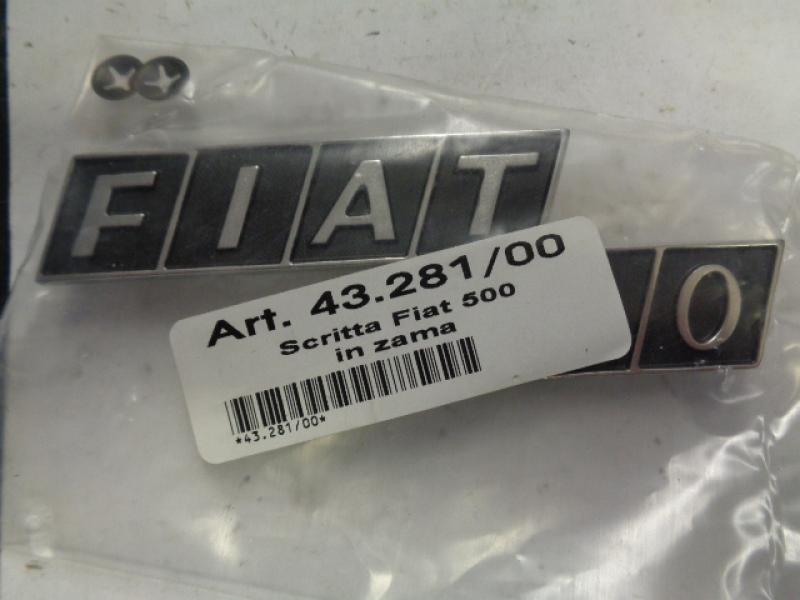 FIAT
0
Art. 43.281/00
Scritta Fiat 500
in zama
*43.281/00*